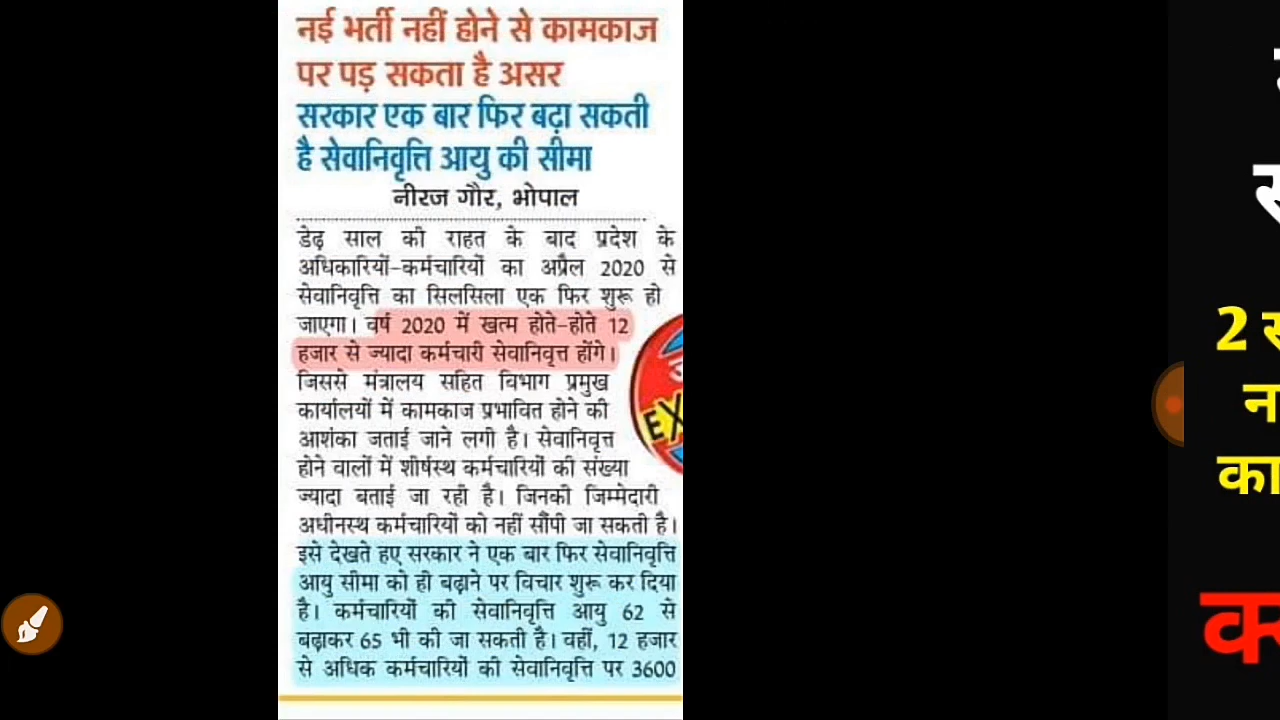 नई भर्ती नहीं होने से कामकाज
पर पड़ सकता है असर
सरकार एक बार फिर बढ़ा सकती
है सेवानिवृत्ति आयु की सीमा
नीरज गौर, भोपाल
डेढ़ साल की राहत के बाद प्रदेश के
अधिकारियों-कर्मचारियों का अप्रैल 2020 से
सेवानिवृत्ति का सिलसिला एक फिर शुरू हो
जाएगा। वर्ष 2020 में खत्म होते-होते 12
हजार से ज्यादा कर्मचारी सेवानिवृत्त होंगे।
जिससे मंत्रालय सहित विभाग प्रमुख
कार्यालयों में कामकाज प्रभावित होने की
आशंका जताई जाने लगी है। सेवानिवृत्त
होने वालों में शीर्षस्थ कर्मचारियों की संख्या
ज्यादा बताई जा रही है। जिनकी जिम्मेदारी
अधीनस्थ कर्मचारियों को नहीं सौंपी जा सकती है।
इसे देखते हुए सरकार ने एक बार फिर सेवानिवृत्ति
आयु सीमा को ही बढ़ाने पर विचार शुरू कर दिया
है। कर्मचारियों की सेवानिवृत्ति आयु 62 से
बढ़ाकर 65 भी की जा सकती है। वहीं, 12 हजार
से अधिक कर्मचारियों की सेवानिवृत्ति पर 3600
EX
2
न
का